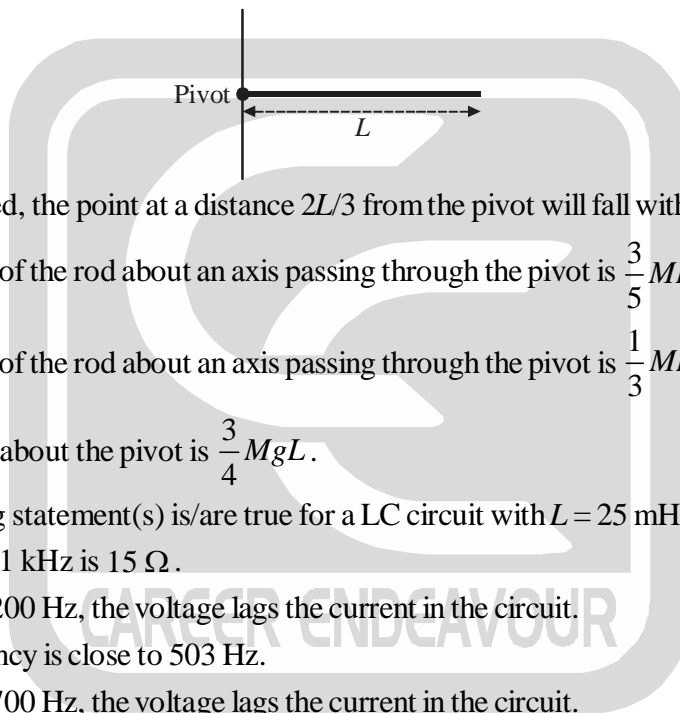 Pivot
L
ed, the point at a distance 2L/3 from the pivot will fall with
of the rod about an axis passing through the pivot is 3/5 ML
of the rod about an axis passing through the pivot is 1/3 ML
about the pivot is 3/4 MgL.
g statement(s) is/are true for a LC circuit with L = 25 mH
1 kHz is 15 Ω.
200 Hz, the voltage lags the current in the circuit.
CAREER ENDEAVOUR
ncy is close to 503 Hz.
700 Hz, the voltage lags the current in the circuit.